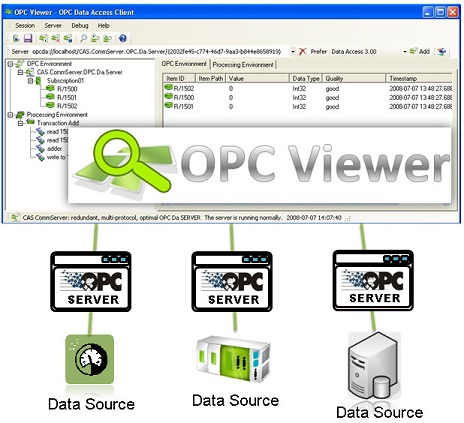 OPC Viewer - OPC Data Access Client
Session Server Debug Help
Server opcda://localhost/CAS.CommServer.OPC.Da.Server/{2032fe45-c774-46d7-9aa3-b844e8658919} Prefer Data Access 3.00 Add
OPC Environment
CAS.CommServer.OPC.Da.Server
Subscription01
R/1500
R/1501
R/1502
Processing Environment
Transaction Add
read 150
read 150
adder
write to
OPC Environment Processing Environment
Item ID Item Path Value Data Type Quality Timestamp
R/1502 0 Int32 good 2008-07-07 13:48:27.688
R/1500 0 Int32 good 2008-07-07 13:48:27.688
R/1501 0 Int32 good 2008-07-07 13:48:27.688
OPC Viewer
CAS CommServer: redundant, multi-protocol, optimal OPC Da SERVER The server is running normally. 2008-07-07 14:07:40
OPC OPC OPC
SERVER SERVER SERVER
Data Source Data Source Data Source